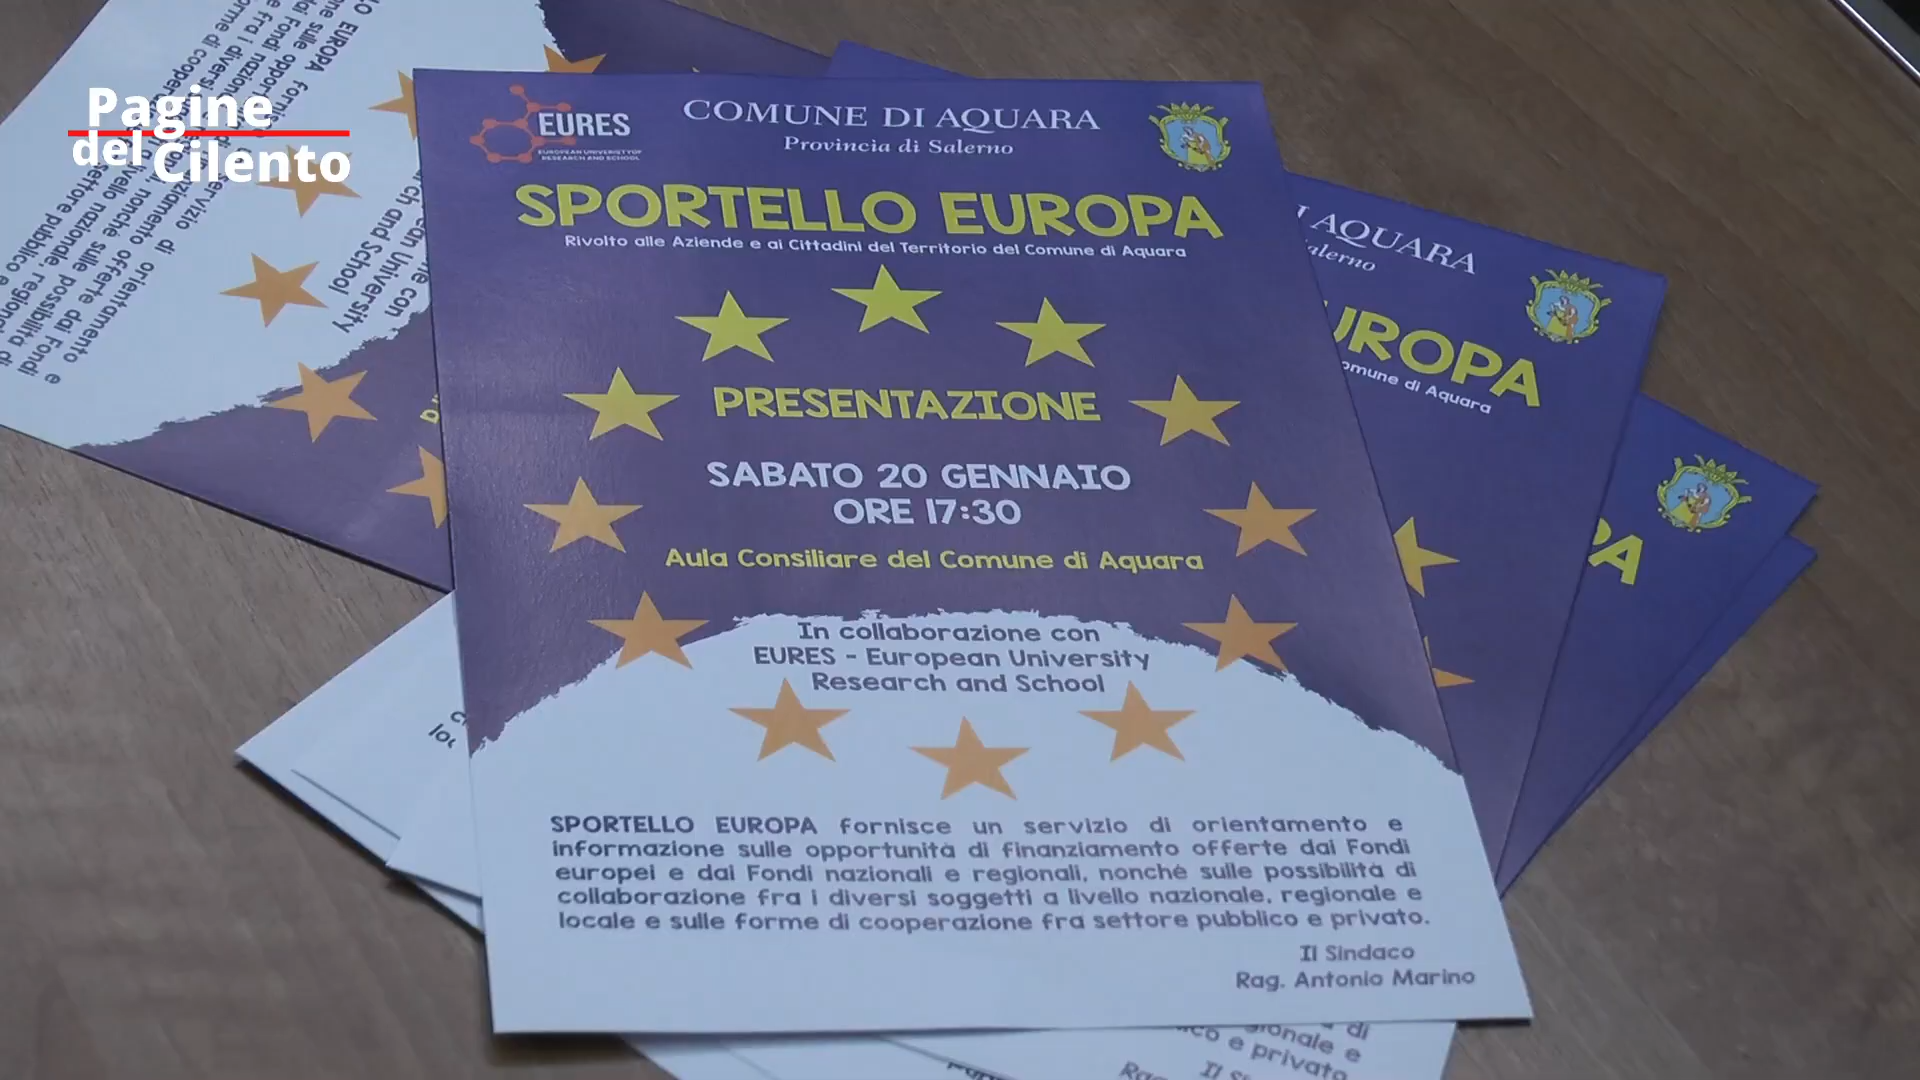 Pagine
del Cilento
EURES
EUROPEAN UNIVERSITY OF
RESEARCH AND SCHOOL
COMUNE DI AQUARA
Provincia di Salerno
SPORTELLO EUROPA
Rivolto alle Aziende e ai Cittadini del Territorio del Comune di Aquara
PRESENTAZIONE
SABATO 20 GENNAIO
ORE 17:30
Aula Consiliare del Comune di Aquara
In collaborazione con
EURES - European University
Research and School
SPORTELLO EUROPA fornisce un servizio di orientamento e
informazione sulle opportunità di finanziamento offerte dai Fondi
europei e dai Fondi nazionali e regionali, nonchè sulle possibilità di
collaborazione fra i diversi soggetti a livello nazionale, regionale e
locale e sulle forme di cooperazione fra settore pubblico e privato.
Il Sindaco
Rag. Antonio Marino
AQUARA
UROPA
Comune di Aquara